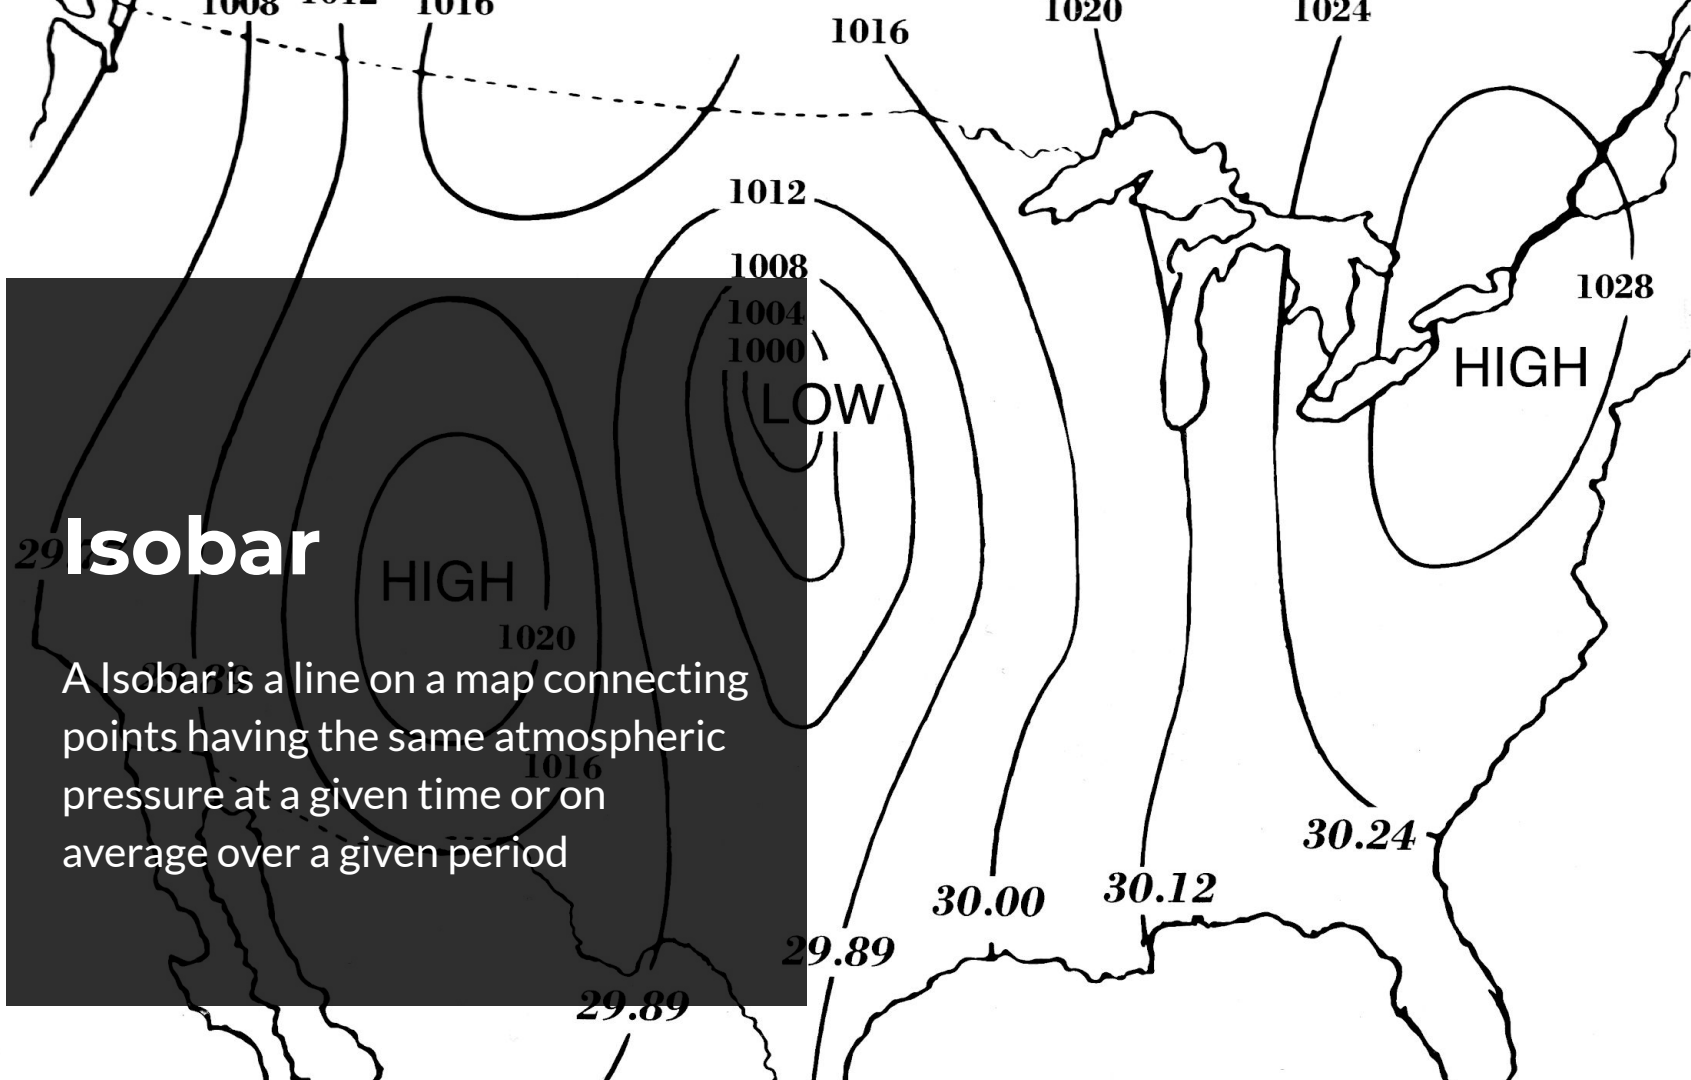 1008
1012
1016
1020
1024
1016
1012
1008
1028
1004
1000
HIGH
LOW
Isobar
HIGH
1020
A Isobar is a line on a map connecting
points having the same atmospheric
1016
pressure at a given time or on
30.24
average over a given period
30.12
30.00
29.89
29.89